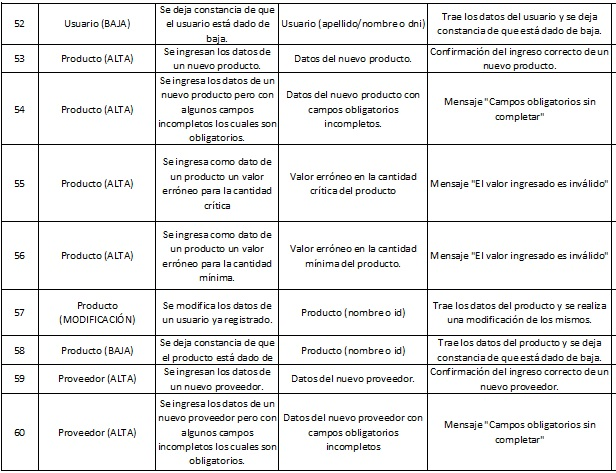 52
Usuario (BAJA)
Se deja constancia de que
el usuario está dado de
baja.
Usuario (apellido/nombre o dni)
Trae los datos del usuario y se deja
constancia de que está dado de baja.
53
Producto (ALTA)
Se ingresan los datos de
un nuevo producto.
Datos del nuevo producto.
Confirmación del ingreso correcto de un
nuevo producto.
54
Producto (ALTA)
Se ingresa los datos de un
nuevo producto pero con
algunos campos
incompletos los cuales son
obligatorios.
Datos del nuevo producto con
campos obligatorios
incompletos.
Mensaje "Campos obligatorios sin
completar"
55
Producto (ALTA)
Se ingresa como dato de
un producto un valor
erróneo para la cantidad
crítica
Valor erróneo en la cantidad
crítica del producto
Mensaje "El valor ingresado es inválido"
56
Producto (ALTA)
Se ingresa como dato de
un producto un valor
erróneo para la cantidad
mínima.
Valor erróneo en la cantidad
mínima del producto.
Mensaje "El valor ingresado es inválido"
57
Producto
(MODIFICACIÓN)
Se modifica los datos de
un usuario ya registrado.
Producto (nombre o id)
Trae los datos del producto y se realiza
una modificación de los mismos.
58
Producto (BAJA)
Se deja constancia de que
el producto está dado de
Producto (nombre o id)
Trae los datos del producto y se deja
constancia de que está dado de baja.
59
Proveedor (ALTA)
Se ingresan los datos de
un nuevo proveedor.
Datos del nuevo proveedor.
Confirmación del ingreso correcto de un
nuevo proveedor.
60
Proveedor (ALTA)
Se ingresa los datos de un
nuevo proveedor pero con
algunos campos
incompletos los cuales son
obligatorios.
Datos del nuevo proveedor con
campos obligatorios
incompletos
Mensaje "Campos obligatorios sin
completar"